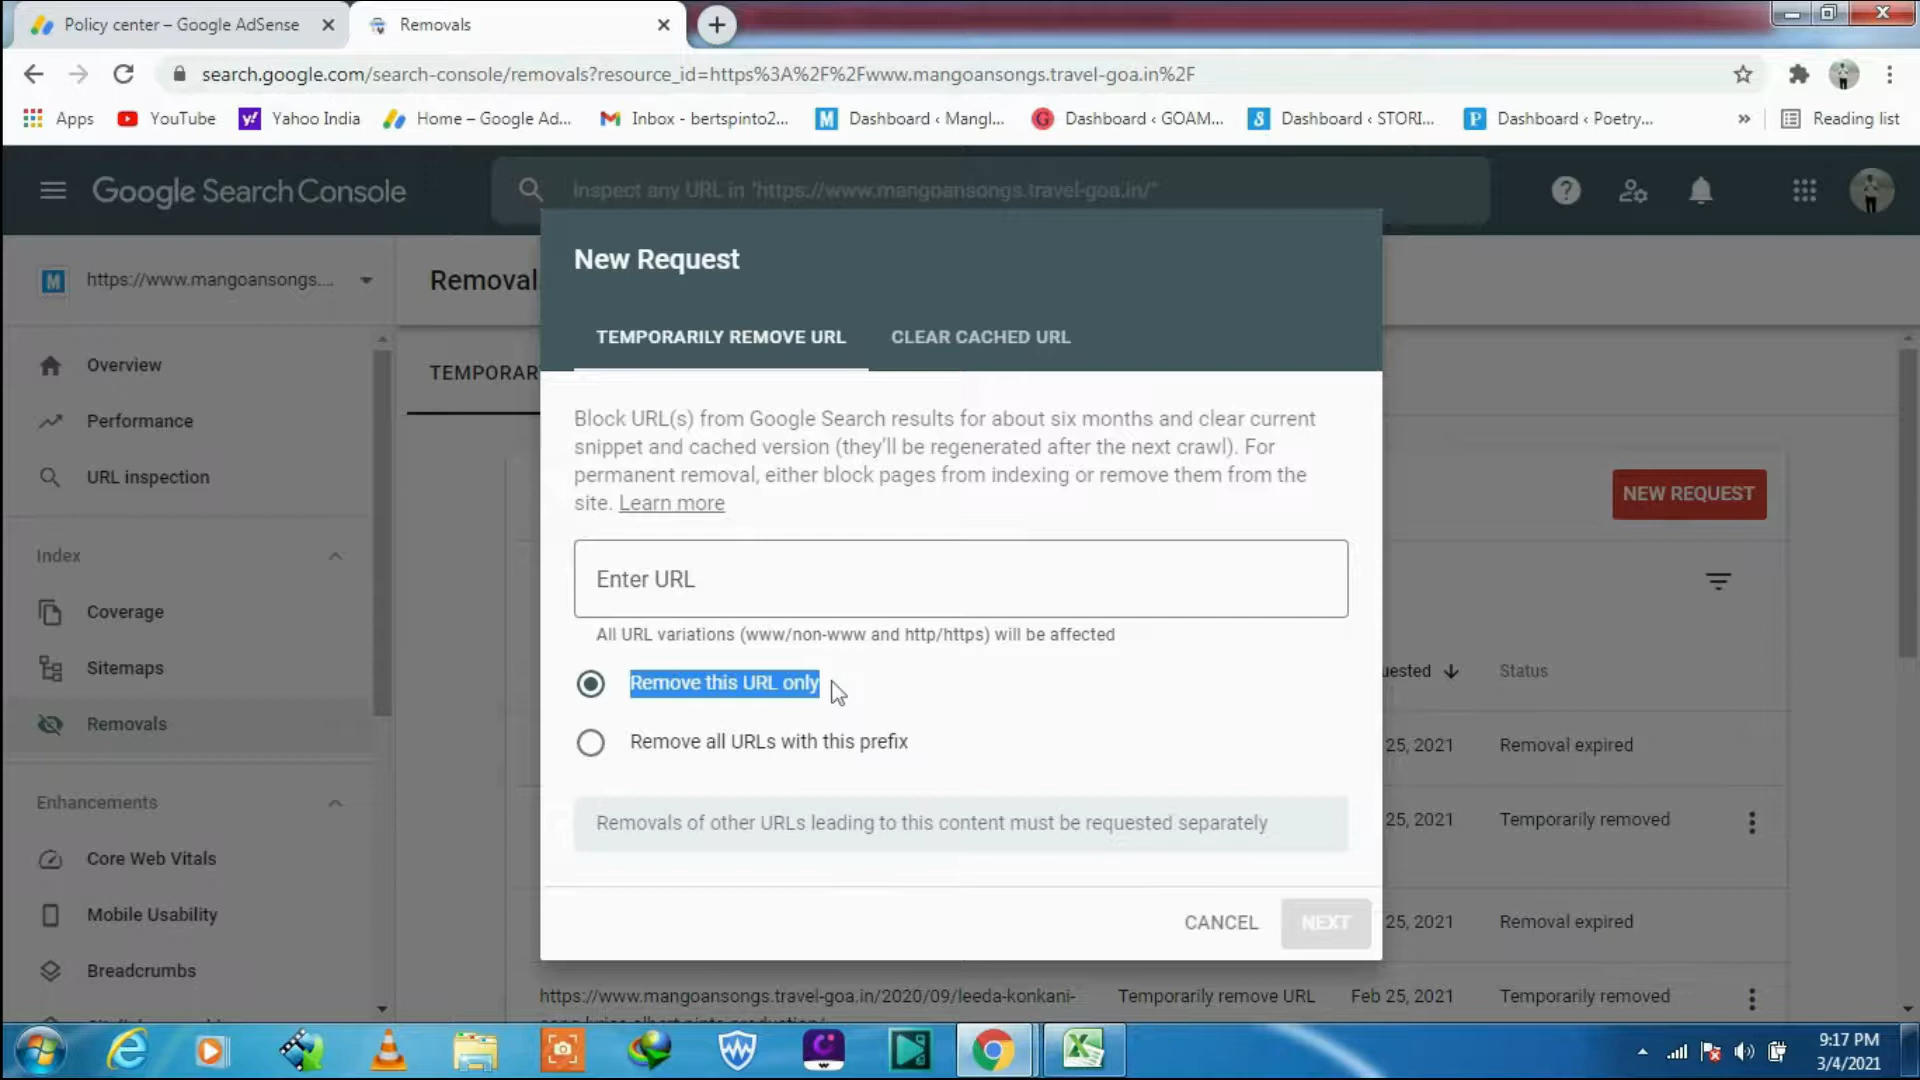 Policy center – Google AdSense
Removals
search.google.com/search-console/removals?resource_id=https%3A%2F%2Fwww.mangoansongs.travel-goa.in%2F
Apps
YouTube
Yahoo India
Home – Google Ad...
Inbox - bertspinto2...
Dashboard ‹ Mangl...
Dashboard ‹ GOAM...
Dashboard ‹ STORI...
Dashboard ‹ Poetry...
Reading list
Google Search Console
Inspect any URL in "https://www.mangoansongs.travel-goa.in/"
https://www.mangoansongs....
Removal
New Request
TEMPORARILY REMOVE URL
CLEAR CACHED URL
Overview
TEMPORAR
Performance
URL inspection
Block URL(s) from Google Search results for about six months and clear current
snippet and cached version (they'll be regenerated after the next crawl). For
permanent removal, either block pages from indexing or remove them from the
site. Learn more
NEW REQUEST
Index
Enter URL
Coverage
All URL variations (www/non-www and http/https) will be affected
Sitemaps
Remove this URL only
uested
Status
Removals
Remove all URLs with this prefix
25, 2021
Removal expired
Enhancements
Removals of other URLs leading to this content must be requested separately
25, 2021
Temporarily removed
Core Web Vitals
Mobile Usability
CANCEL
NEXT
25, 2021
Removal expired
Breadcrumbs
https://www.mangoansongs.travel-goa.in/2020/09/leeda-konkani-
Temporarily remove URL
Feb 25, 2021
Temporarily removed
9:17 PM
3/4/2021